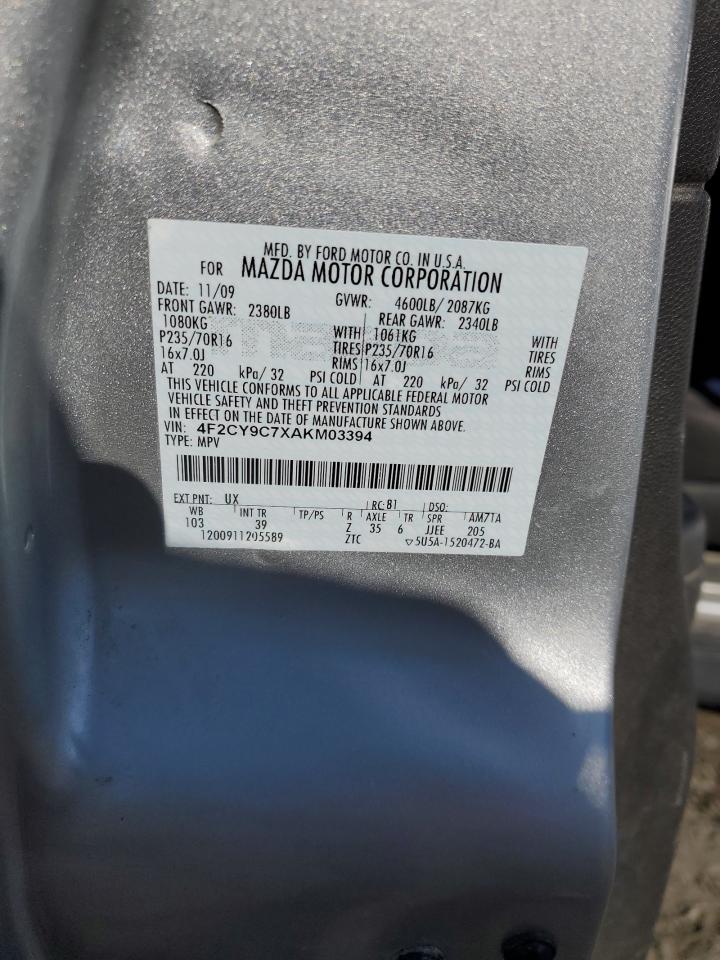 MFD. BY FORD MOTOR CO. IN U.S.A.
FOR MAZDA MOTOR CORPORATION
DATE: 11/09 GVWR: 4600LB/ 2087KG
FRONT GAWR: 2380LB REAR GAWR: 2340LB
1080KG WITH 1061KG WITH
P235/70R16 TIRES P235/70R16 TIRES
16x7.0J RIMS 16x7.0J RIMS
AT 220 kPa/ 32 PSI COLD AT 220 kPa/ 32 PSI COLD
THIS VEHICLE CONFORMS TO ALL APPLICABLE FEDERAL MOTOR
VEHICLE SAFETY AND THEFT PREVENTION STANDARDS
IN EFFECT ON THE DATE OF MANUFACTURE SHOWN ABOVE.
VIN: 4F2CY9C7XAKM03394
TYPE: MPV
EXT PNT: UX RC: 81 DSO:
WB INT TR TP/PS R AXLE TR SPR AM7TA
103 39 Z 35 6 JJEE 205
1200911205589 ZTC ▽5U5A-1520472-BA